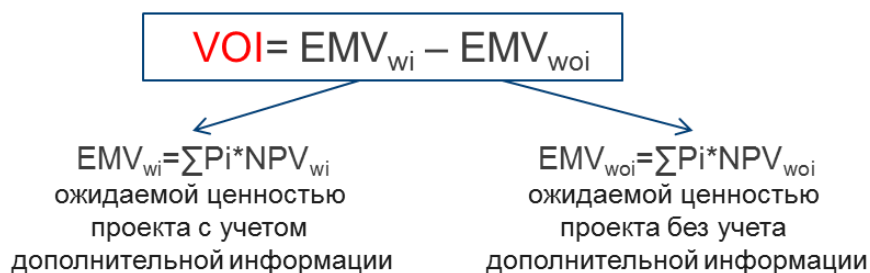 VOI= EMVwi – EMVwoi
EMVwi=∑Pi*NPVwi
ожидаемой ценностью
проекта с учетом
дополнительной информации
EMVwoi=∑Pi*NPVwoi
ожидаемой ценностью
проекта без учета
дополнительной информации